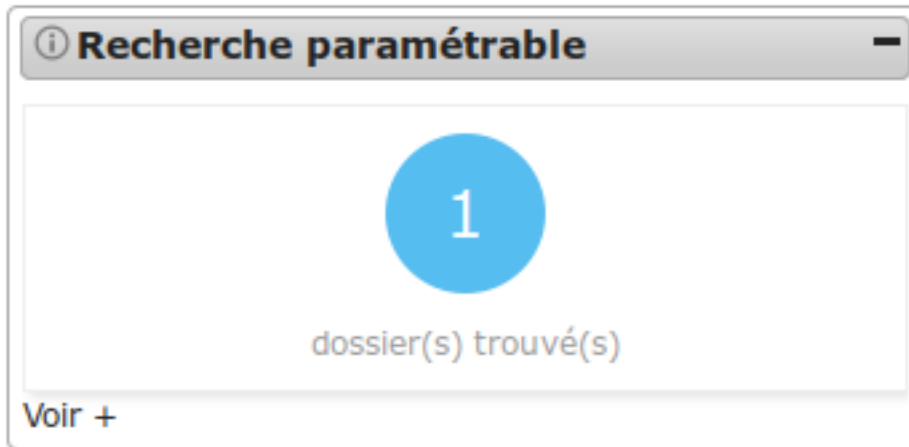 Recherche paramétrable
1
dossier(s) trouvé(s)
Voir +